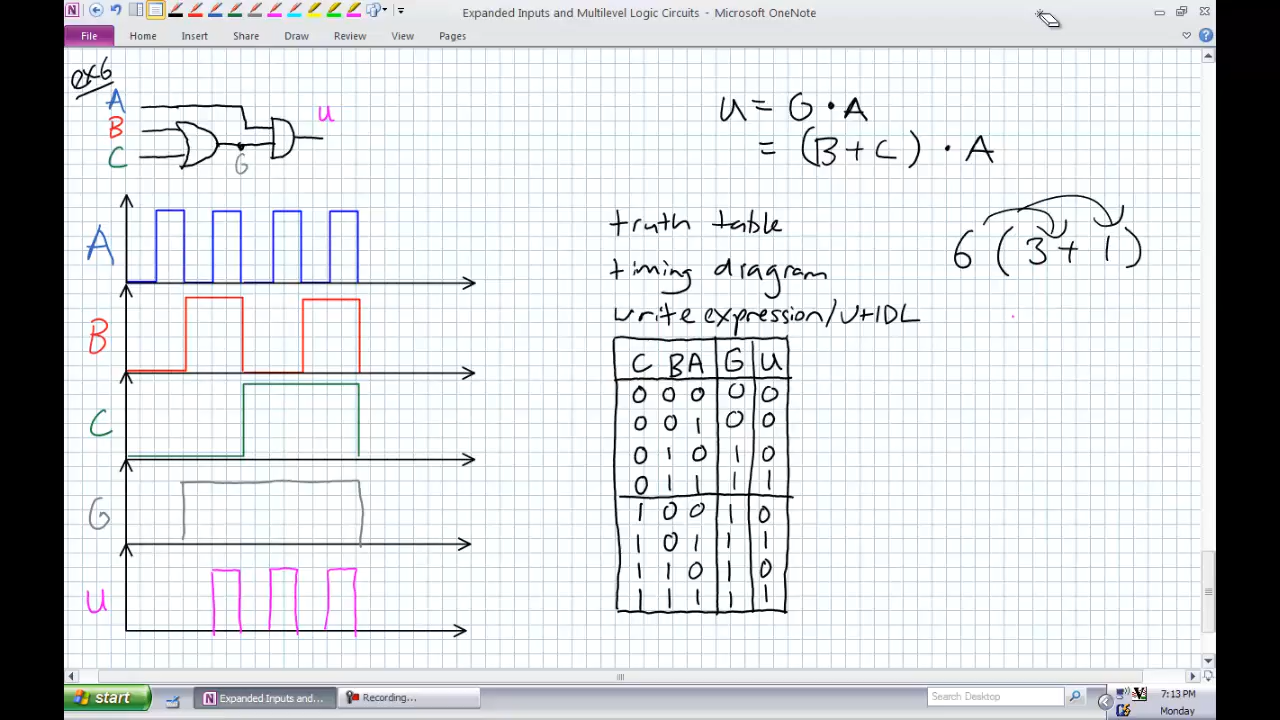 Expanded Inputs and Multilevel Logic Circuits - Microsoft OneNote
File Home Insert Share Draw Review View Pages
ex6
A
B
C
G
U
U = G • A
= (B + C) • A
truth table
timing diagram
write expression/VHDL
6 (3 + 1)
A
B
C
G
U
C B A G U
0 0 0 0 0
0 0 1 0 0
0 1 0 1 0
0 1 1 1 1
1 0 0 1 0
1 0 1 1 1
1 1 0 1 0
1 1 1 1 1
start
Expanded Inputs and...
Recording...
Search Desktop
7:13 PM
Monday